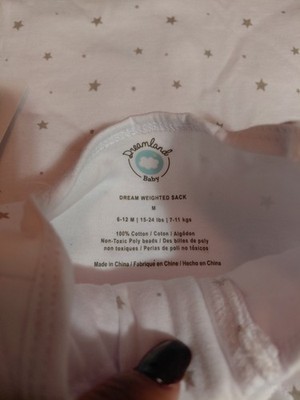 Dreamland
Baby
DREAM WEIGHTED SACK
M
6-12 M | 15-24 lbs | 7-11 kgs
100% Cotton / Coton / Algódon
Non-Toxic Poly beads / Des billes de poly
non toxiques / Perlas de poli no tóxicos
Made in China / Fabriqué en Chine / Hecho en China